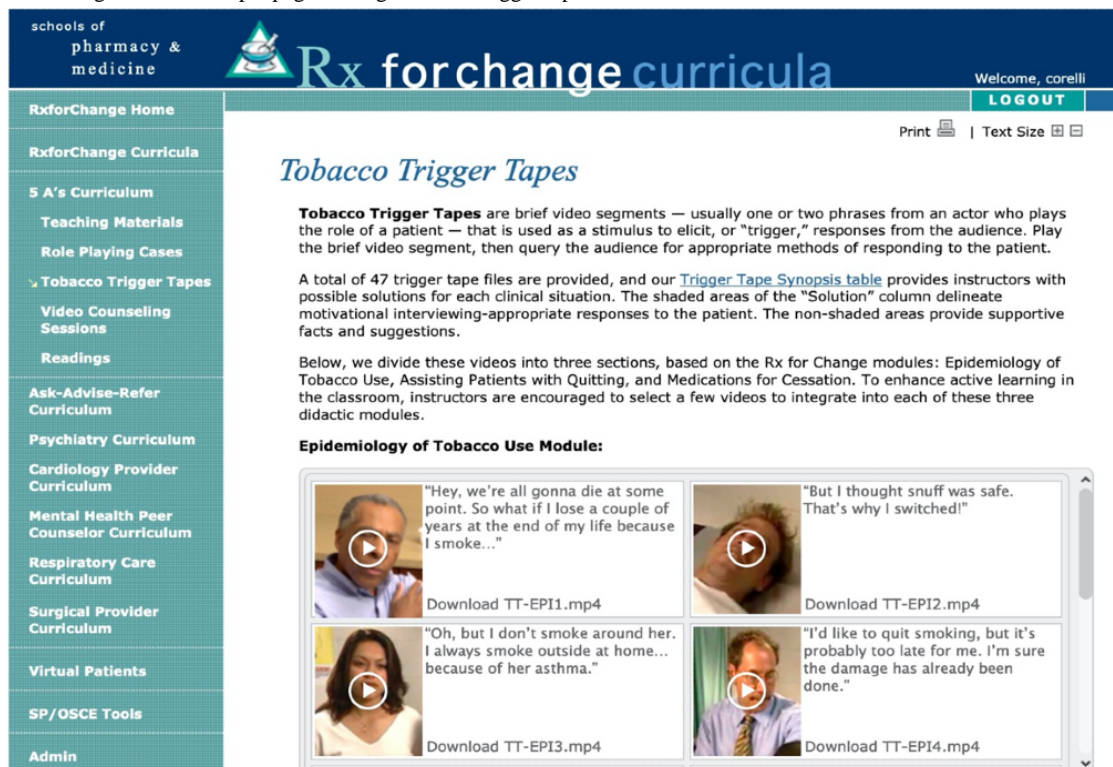 schools of
pharmacy &
medicine
Rx for change curricula
Welcome, corelli
LOGOUT
Print | Text Size
RxforChange Home
RxforChange Curricula
5 A's Curriculum
Teaching Materials
Role Playing Cases
Tobacco Trigger Tapes
Video Counseling
Sessions
Readings
Ask-Advise-Refer
Curriculum
Psychiatry Curriculum
Cardiology Provider
Curriculum
Mental Health Peer
Counselor Curriculum
Respiratory Care
Curriculum
Surgical Provider
Curriculum
Virtual Patients
SP/OSCE Tools
Admin
Tobacco Trigger Tapes
Tobacco Trigger Tapes are brief video segments — usually one or two phrases from an actor who plays
the role of a patient — that is used as a stimulus to elicit, or “trigger,” responses from the audience. Play
the brief video segment, then query the audience for appropriate methods of responding to the patient.
A total of 47 trigger tape files are provided, and our Trigger Tape Synopsis table provides instructors with
possible solutions for each clinical situation. The shaded areas of the “Solution” column delineate
motivational interviewing-appropriate responses to the patient. The non-shaded areas provide supportive
facts and suggestions.
Below, we divide these videos into three sections, based on the Rx for Change modules: Epidemiology of
Tobacco Use, Assisting Patients with Quitting, and Medications for Cessation. To enhance active learning in
the classroom, instructors are encouraged to select a few videos to integrate into each of these three
didactic modules.
Epidemiology of Tobacco Use Module:
“Hey, we're all gonna die at some
point. So what if I lose a couple of
years at the end of my life because
I smoke...”
Download TT-EPI1.mp4
“But I thought snuff was safe.
That's why I switched!”
Download TT-EPI2.mp4
“Oh, but I don't smoke around her.
I always smoke outside at home...
because of her asthma.”
Download TT-EPI3.mp4
“I'd like to quit smoking, but it's
probably too late for me. I'm sure
the damage has already been
done.”
Download TT-EPI4.mp4